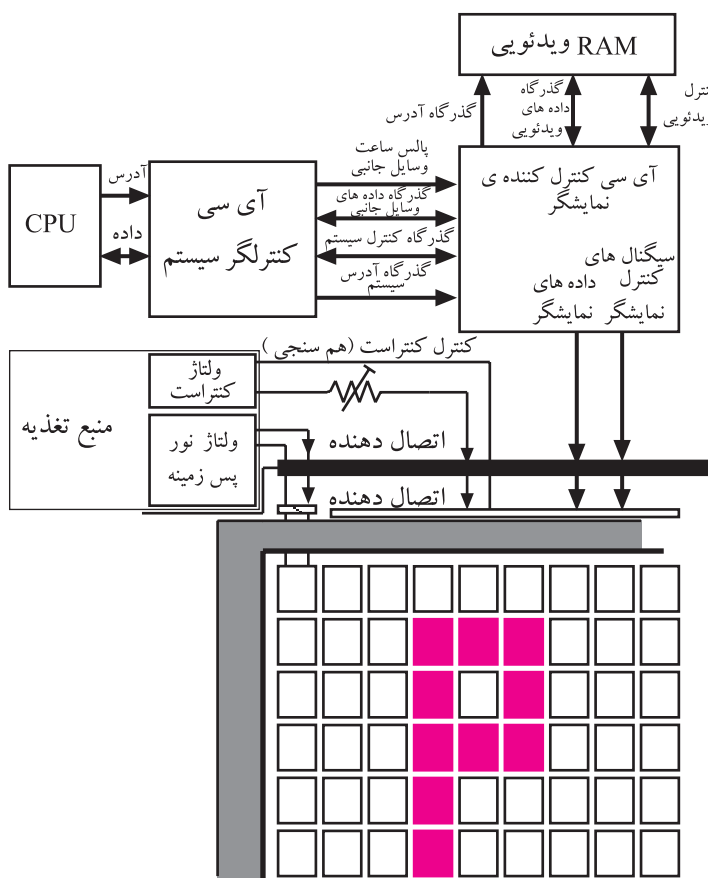 RAM ویدئویی
گذرگاه آدرس
گذرگاه
داده های
ویدئویی
آی سی کنترل کننده ی
نمایشگر
سیگنال های
کنترل
نمایشگر
داده های
نمایشگر
CPU
آدرس
داده
آی سی
کنترلگر سیستم
پالس ساعت
وسایل جانبی
گذرگاه داده های
وسایل جانبی
گذرگاه کنترل سیستم
گذرگاه آدرس
سیستم
کنترل کنتراست (هم سنجی )
منبع تغذیه
ولتاژ
کنتراست
ولتاژ نور
پس زمینه
اتصال دهنده
اتصال دهنده